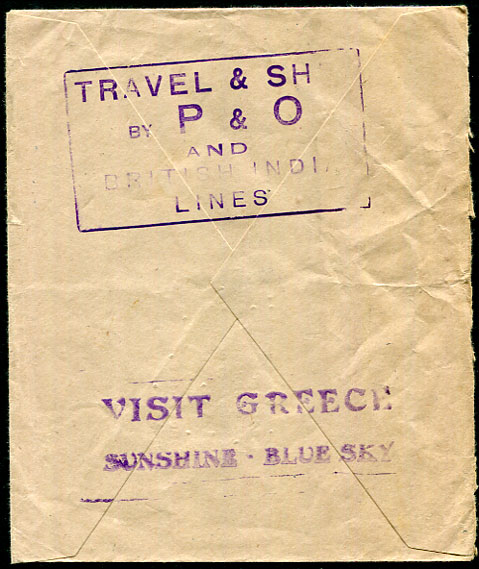 TRAVEL & SH
BY P & O
AND
BRITISH INDIA
LINES
VISIT GREECE
SUNSHINE · BLUE SKY